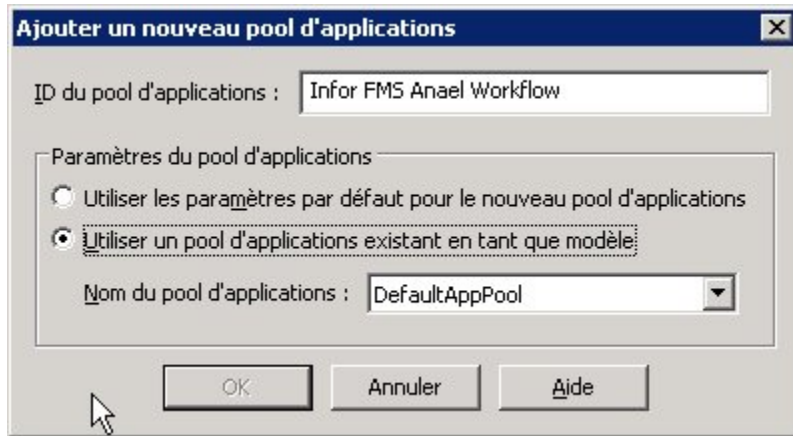 Ajouter un nouveau pool d'applications
ID du pool d'applications : Infor FMS Anael Workflow
Paramètres du pool d'applications
Utiliser les paramètres par défaut pour le nouveau pool d'applications
Utiliser un pool d'applications existant en tant que modèle
Nom du pool d'applications : DefaultAppPool
OK Annuler Aide